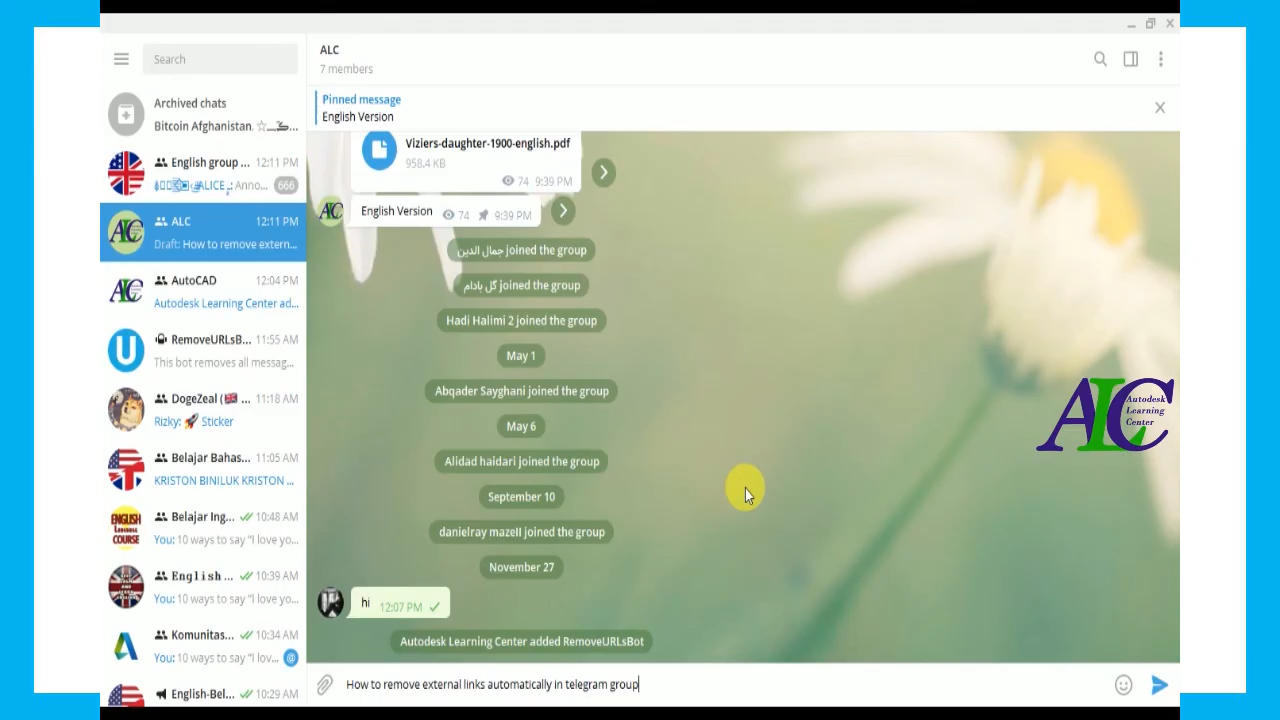 Search
Archived chats
Bitcoin Afghanistan,
English group ... 12:11 PM
ALICE : Anno... 666
ALC 12:11 PM
Draft: How to remove extern...
AutoCAD 12:04 PM
Autodesk Learning Center ad...
RemoveURLsB... 11:55 AM
This bot removes all messag...
DogeZeal (🇬🇧 ... 11:18 AM
Rizky: 🚀 Sticker
Belajar Bahas... 11:05 AM
KRISTON BINILUK KRISTON ...
Belajar Ing... 10:48 AM
You: 10 ways to say "I love yo...
English ... 10:39 AM
You: 10 ways to say "I love yo...
Komunitas... 10:34 AM
You: 10 ways to say "I lov... @
English-Bel... 10:29 AM
ENGLISH
COURSE
ALC
7 members
Pinned message
English Version
Viziers-daughter-1900-english.pdf
958.4 KB
74 9:39 PM
English Version 74 9:39 PM
جمال الدین joined the group
گل بادام joined the group
Hadi Halimi 2 joined the group
May 1
Abqader Sayghani joined the group
May 6
Alidad haidari joined the group
September 10
danielray mazeII joined the group
November 27
hi 12:07 PM
Autodesk Learning Center added RemoveURLsBot
How to remove external links automatically in telegram group
ALC
Autodesk
Learning
Center